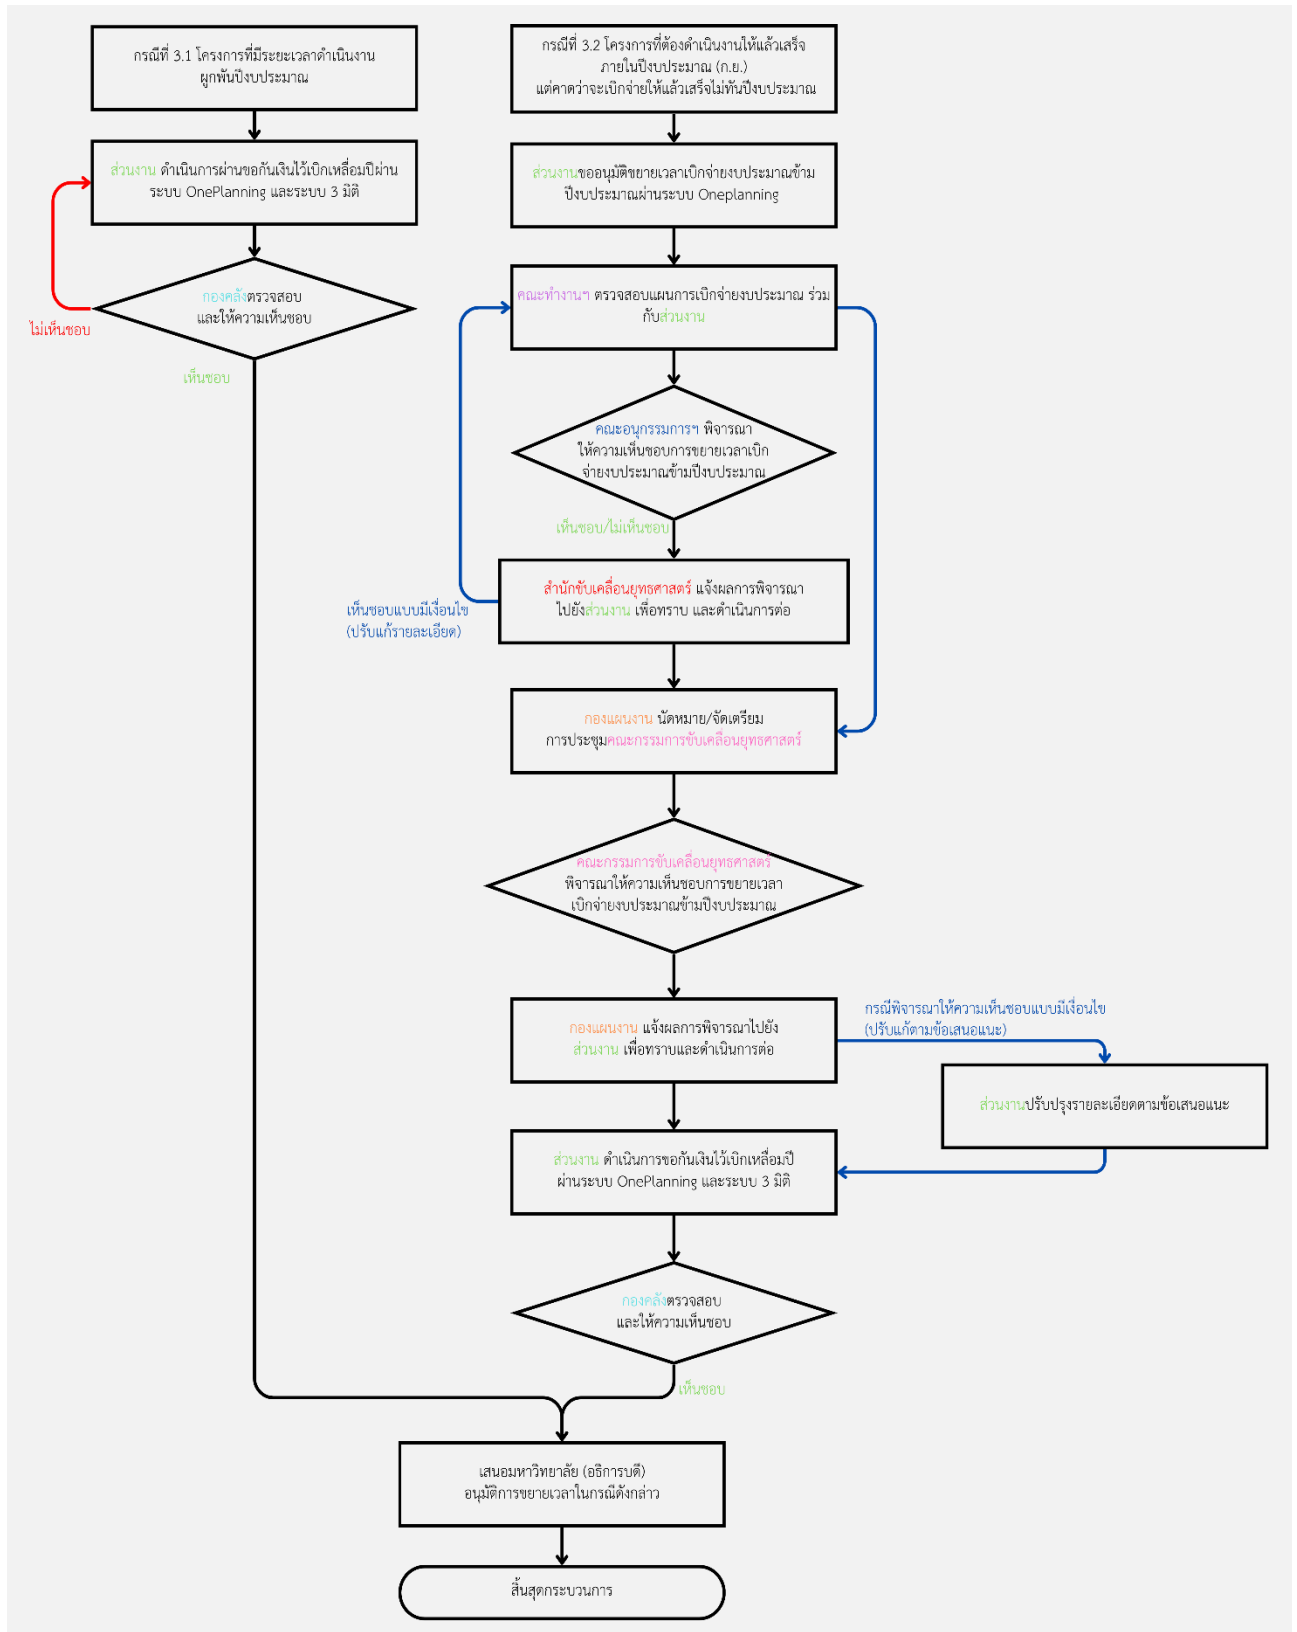 กรณีที่ 3.1 โครงการที่มีระยะเวลาดำเนินงาน
ผูกพันปีงบประมาณ
ส่วนงาน ดำเนินการผ่านขอกันเงินไว้เบิกเหลื่อมปีผ่าน
ระบบ OnePlanning และระบบ 3 มิติ
กองคลังตรวจสอบ
และให้ความเห็นชอบ
ไม่เห็นชอบ
เห็นชอบ
กรณีที่ 3.2 โครงการที่ต้องดำเนินงานให้แล้วเสร็จ
ภายในปีงบประมาณ (ก.ย.)
แต่คาดว่าจะเบิกจ่ายให้แล้วเสร็จไม่ทันปีงบประมาณ
ส่วนงานขออนุมัติขยายเวลาเบิกจ่ายงบประมาณข้าม
ปีงบประมาณผ่านระบบ Oneplanning
คณะทำงานฯ ตรวจสอบแผนการเบิกจ่ายงบประมาณ ร่วม
กับส่วนงาน
คณะอนุกรรมการฯ พิจารณา
ให้ความเห็นชอบการขยายเวลาเบิก
จ่ายงบประมาณข้ามปีงบประมาณ
เห็นชอบ/ไม่เห็นชอบ
สำนักขับเคลื่อนยุทธศาสตร์ แจ้งผลการพิจารณา
ไปยังส่วนงาน เพื่อทราบ และดำเนินการต่อ
เห็นชอบแบบมีเงื่อนไข
(ปรับแก้รายละเอียด)
กองแผนงาน นัดหมาย/จัดเตรียม
การประชุมคณะกรรมการขับเคลื่อนยุทธศาสตร์
คณะกรรมการขับเคลื่อนยุทธศาสตร์
พิจารณาให้ความเห็นชอบการขยายเวลา
เบิกจ่ายงบประมาณข้ามปีงบประมาณ
กองแผนงาน แจ้งผลการพิจารณาไปยัง
ส่วนงาน เพื่อทราบและดำเนินการต่อ
กรณีพิจารณาให้ความเห็นชอบแบบมีเงื่อนไข
(ปรับแก้ตามข้อเสนอแนะ)
ส่วนงานปรับปรุงรายละเอียดตามข้อเสนอแนะ
ส่วนงาน ดำเนินการขอกันเงินไว้เบิกเหลื่อมปี
ผ่านระบบ OnePlanning และระบบ 3 มิติ
กองคลังตรวจสอบ
และให้ความเห็นชอบ
เห็นชอบ
เสนอมหาวิทยาลัย (อธิการบดี)
อนุมัติการขยายเวลาในกรณีดังกล่าว
สิ้นสุดกระบวนการ